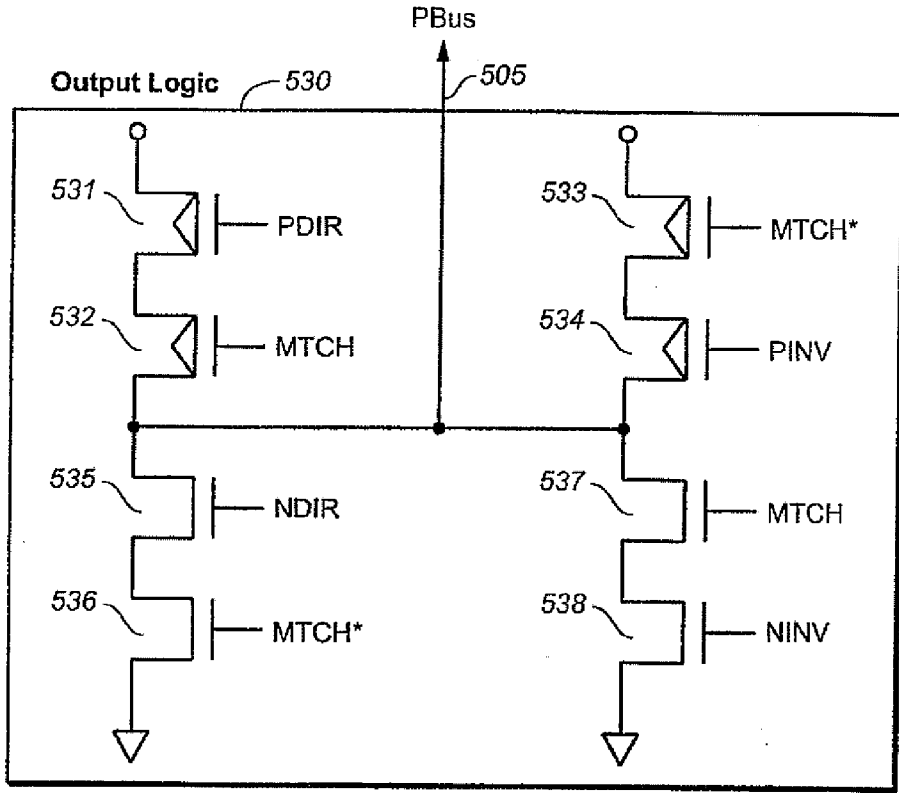 PBus
Output Logic
530
505
531
PDIR
533
MTCH*
532
MTCH
534
PINV
535
NDIR
537
MTCH
536
MTCH*
538
NINV